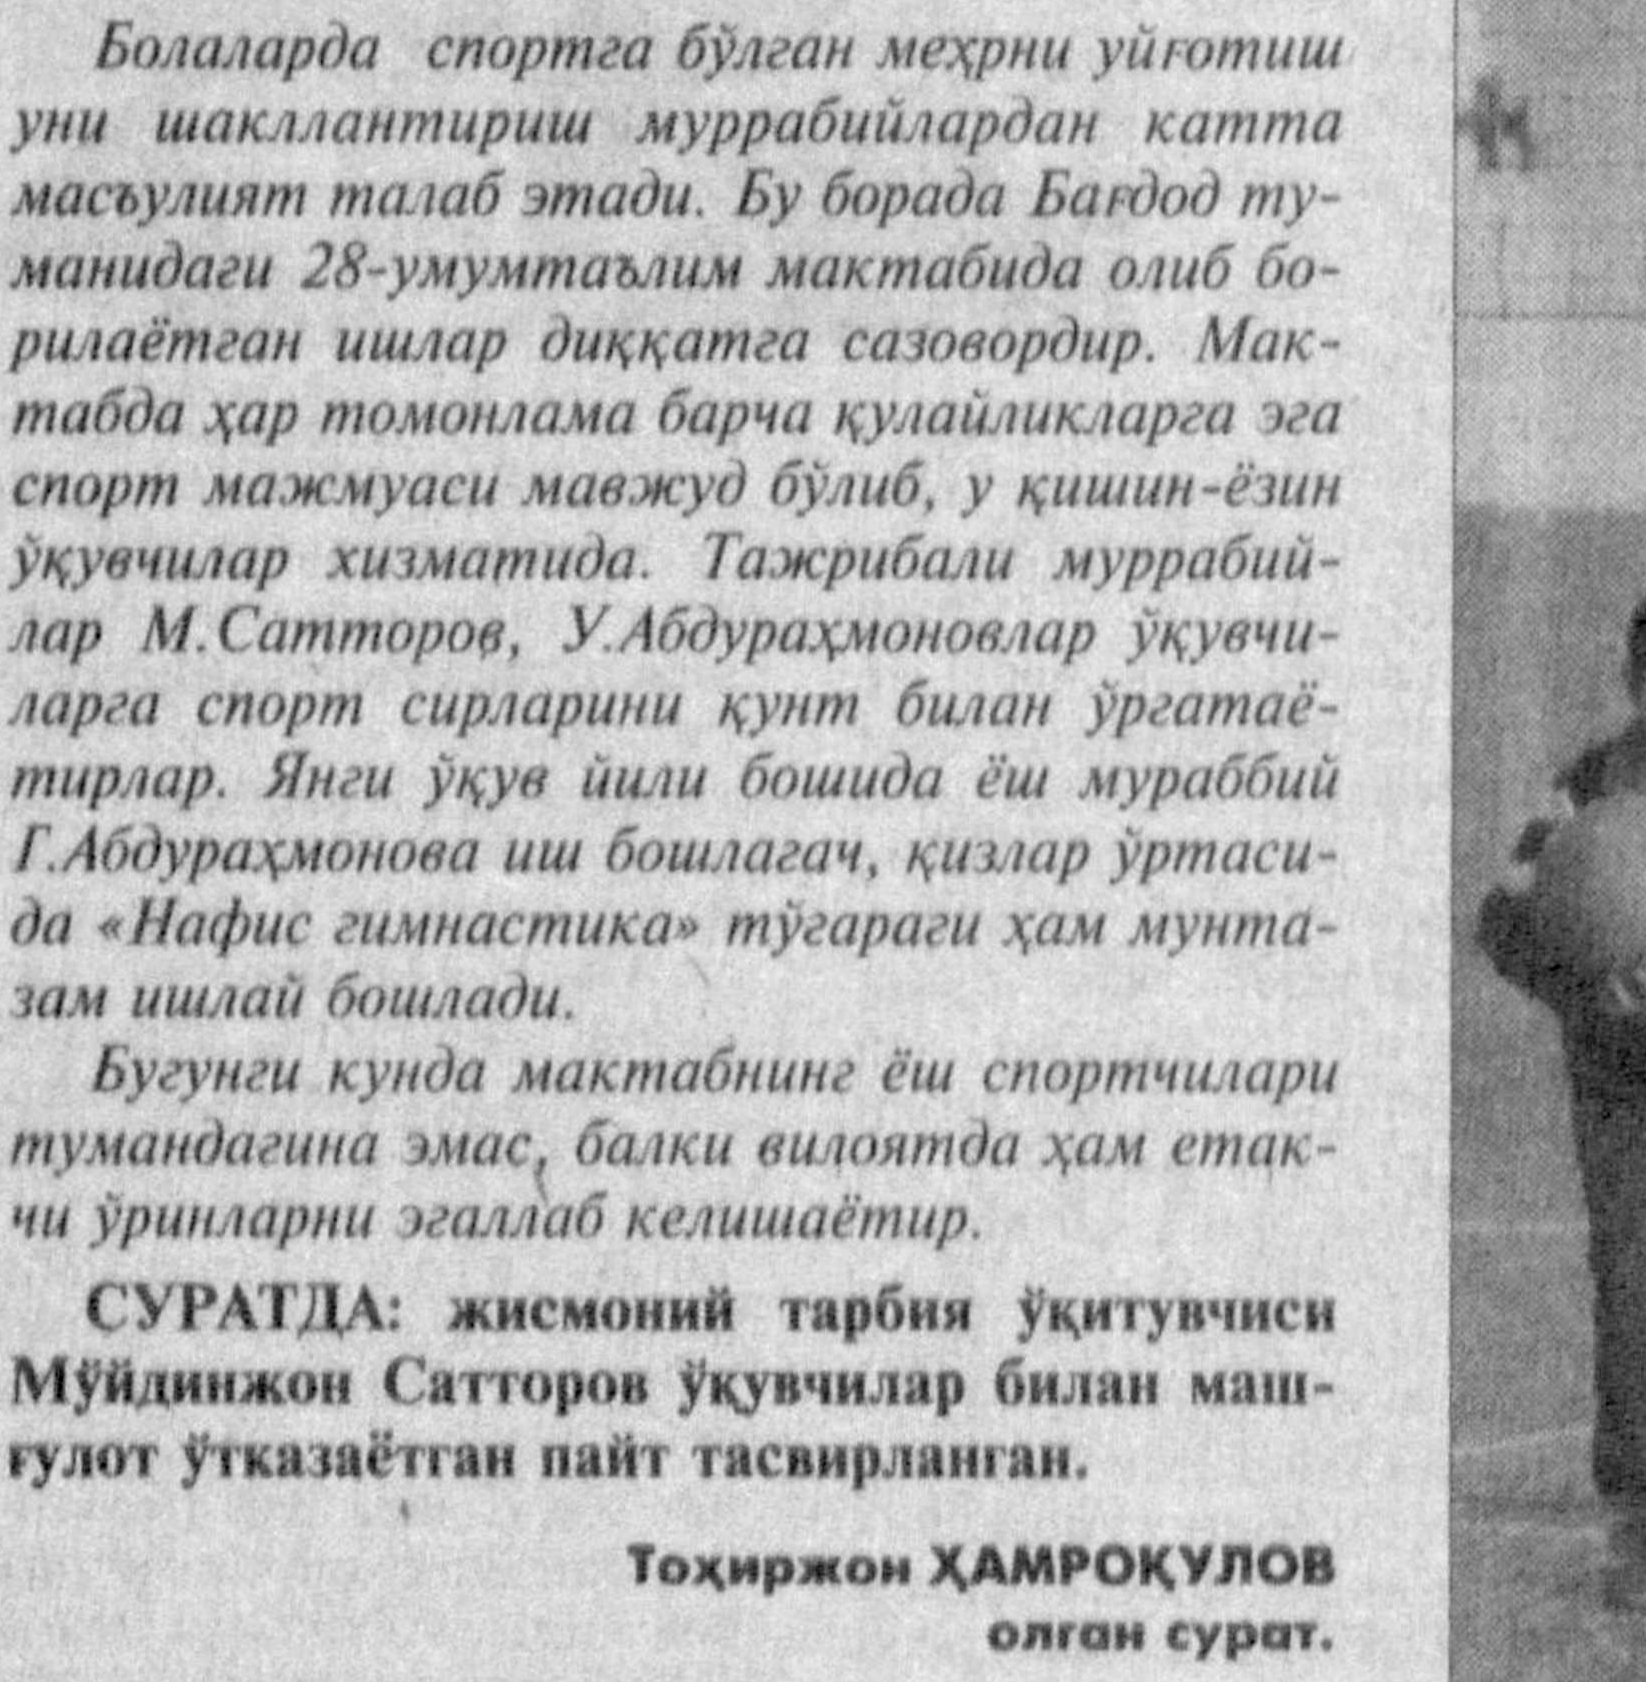 Болаларда спортга бўлган меҳрни уйғотиш
уни шакллантириш муррабийлардан катта
масъулият талаб этади. Бу борада Бағдод ту-
манидаги 28-умумтаълим мактабида олиб бо-
рилаётган ишлар диққатга сазовордир. Мак-
табда ҳар томонлама барча қулайликларга эга
спорт мажмуаси мавжуд бўлиб, у қишин-ёзин
ўқувчилар хизматида. Тажрибали муррабий-
лар М.Сатторов, У.Абдураҳмоновлар ўқувчи-
ларга спорт сирларини қунт билан ўргатаё-
тирлар. Янги ўқув йили бошида ёш мураббий
Г.Абдураҳмонова иш бошлагач, қизлар ўртаси-
да «Нафис гимнастика» тўгараги ҳам мунта-
зам ишлай бошлади.
Бугунги кунда мактабнинг ёш спортчилари
тумандагина эмас, балки вилоятда ҳам етак-
чи ўринларни эгаллаб келишаётир.
СУРАТДА: жисмоний тарбия ўқитувчиси
Мўйдинжон Сатторов ўқувчилар билан маш-
ғулот ўтказаётган пайт тасвирланган.
Тоҳиржон ҲАМРОҚУЛОВ
олган сурат.